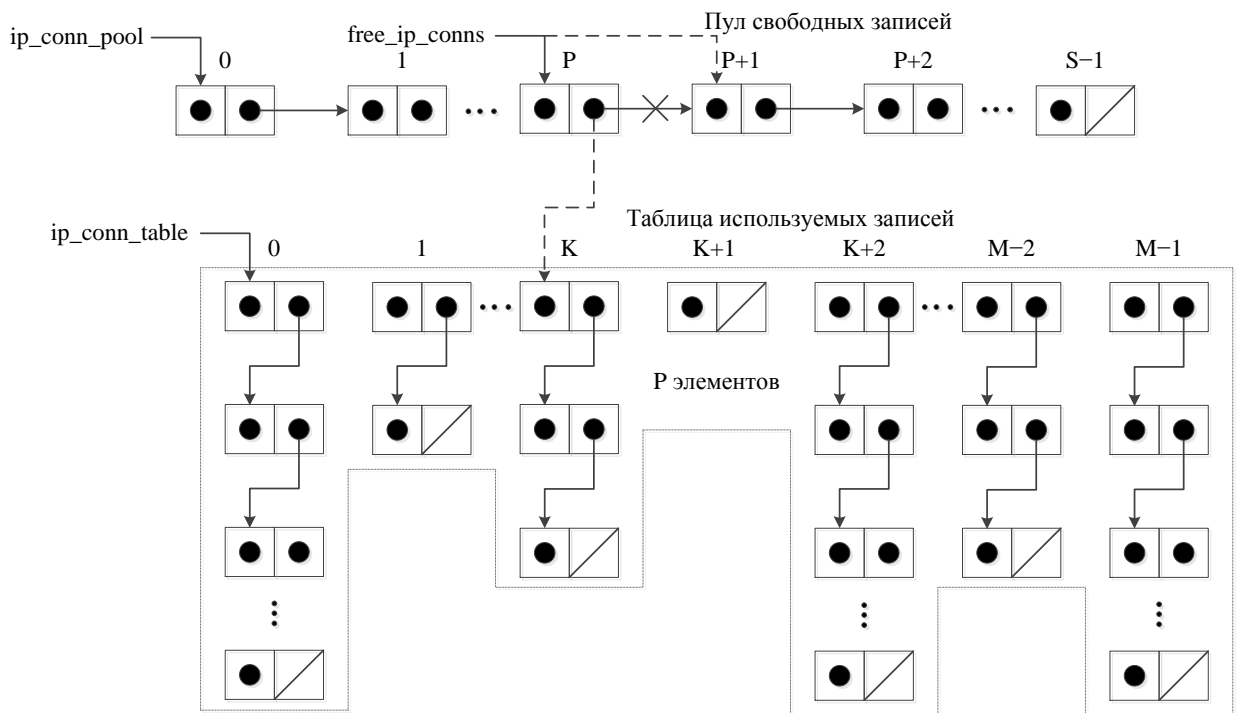 Пул свободных записей
ip_conn_pool
free_ip_conns
0 1 P P+1 P+2 S−1
Таблица используемых записей
ip_conn_table
0 1 K K+1 K+2 M−2 M−1
P элементов